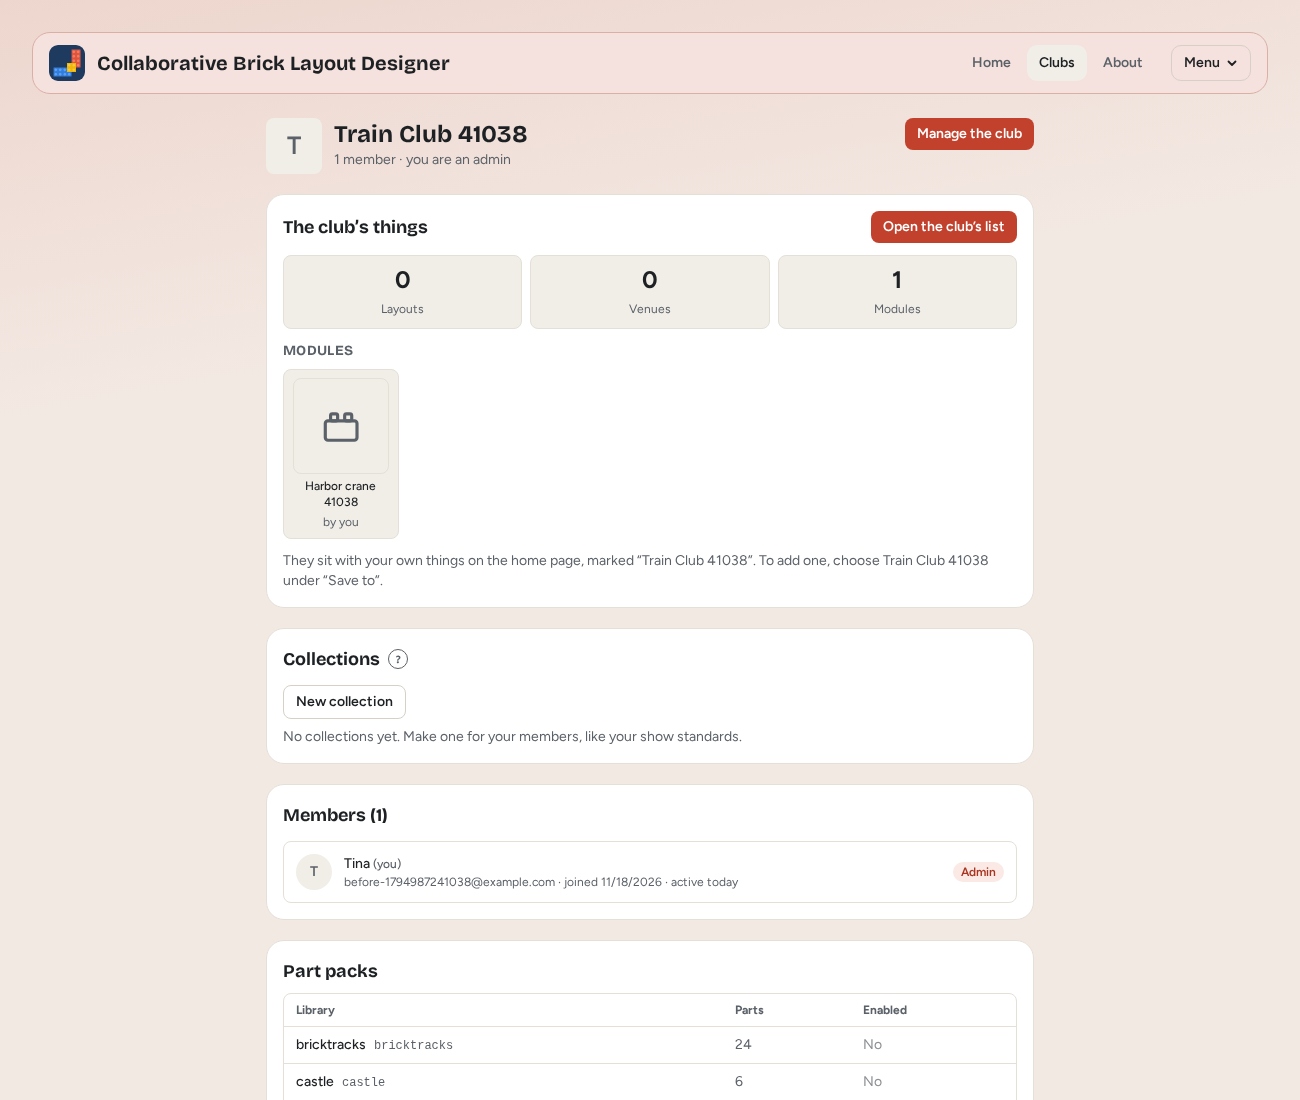 Collaborative Brick Layout Designer
Home
Clubs
About
Menu
T
Train Club 41038
1 member · you are an admin
Manage the club
The club’s things
Open the club’s list
0
Layouts
0
Venues
1
Modules
MODULES
Harbor crane
41038
by you
They sit with your own things on the home page, marked “Train Club 41038”. To add one, choose Train Club 41038
under “Save to”.
Collections ?
New collection
No collections yet. Make one for your members, like your show standards.
Members (1)
T
Tina (you)
before-1794987241038@example.com · joined 11/18/2026 · active today
Admin
Part packs
Library Parts Enabled
bricktracks bricktracks 24 No
castle castle 6 No